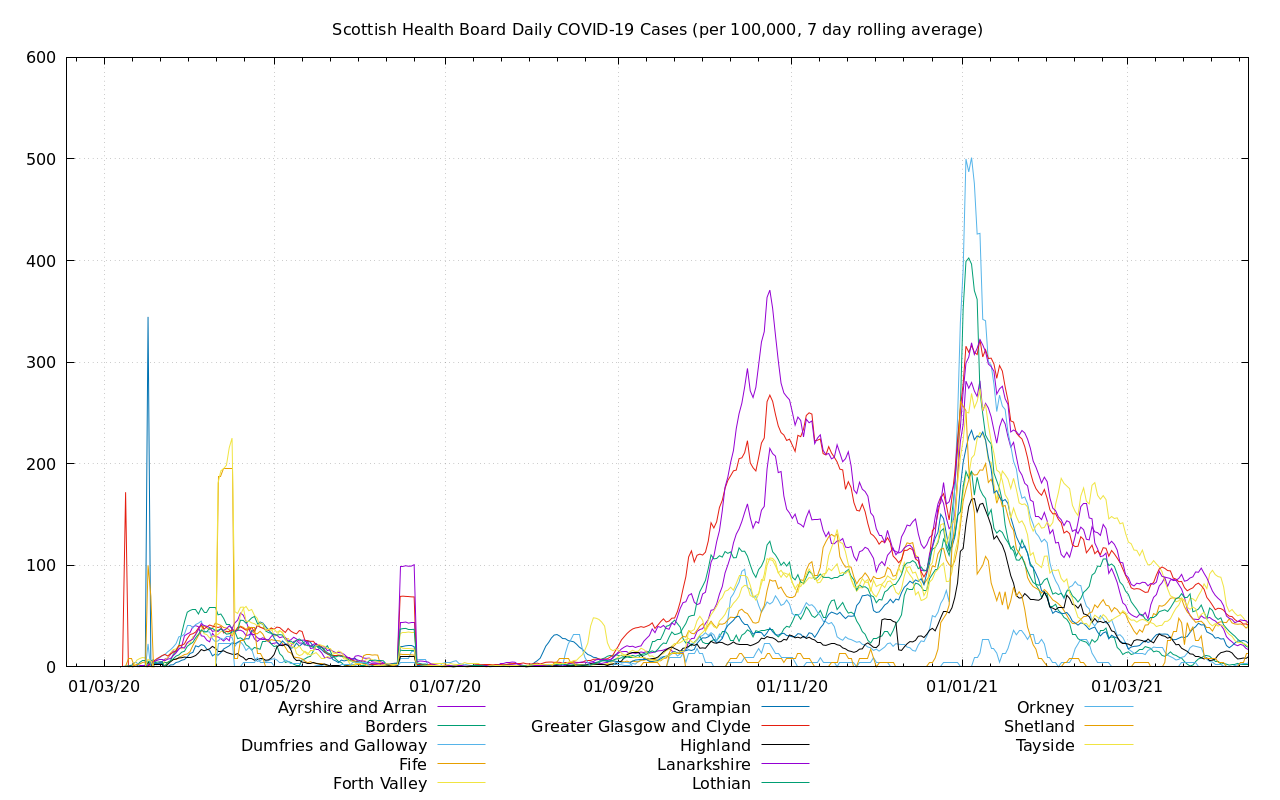 Scottish Health Board Daily COVID-19 Cases (per 100,000, 7 day rolling average)
600
500
400
300
200
100
0
01/03/20 01/05/20 01/07/20 01/09/20 01/11/20 01/01/21 01/03/21
Ayrshire and Arran Grampian Orkney
Borders Greater Glasgow and Clyde Shetland
Dumfries and Galloway Highland Tayside
Fife Lanarkshire
Forth Valley Lothian